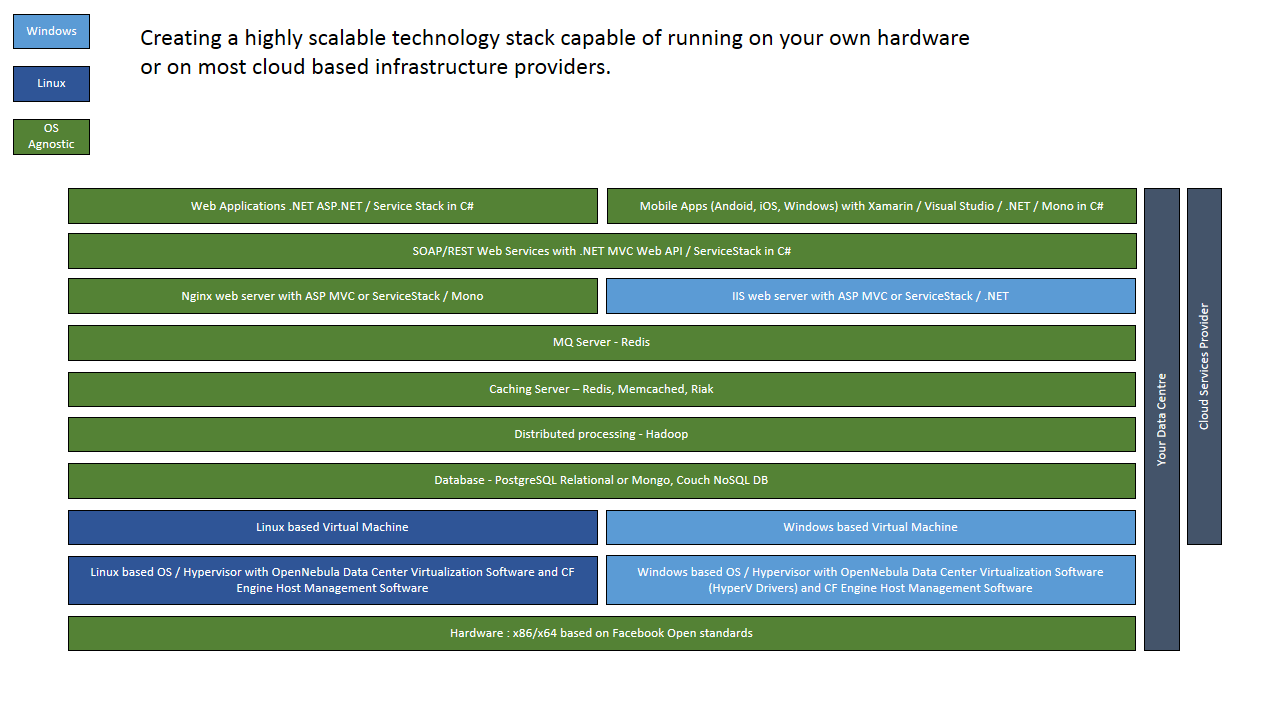 Windows
Linux
OS
Agnostic
Creating a highly scalable technology stack capable of running on your own hardware
or on most cloud based infrastructure providers.
Web Applications .NET ASP.NET / Service Stack in C#
Mobile Apps (Andoid, iOS, Windows) with Xamarin / Visual Studio / .NET / Mono in C#
SOAP/REST Web Services with .NET MVC Web API / ServiceStack in C#
Nginx web server with ASP MVC or ServiceStack / Mono
IIS web server with ASP MVC or ServiceStack / .NET
MQ Server - Redis
Caching Server – Redis, Memcached, Riak
Distributed processing - Hadoop
Database - PostgreSQL Relational or Mongo, Couch NoSQL DB
Linux based Virtual Machine
Windows based Virtual Machine
Linux based OS / Hypervisor with OpenNebula Data Center Virtualization Software and CF
Engine Host Management Software
Windows based OS / Hypervisor with OpenNebula Data Center Virtualization Software
(HyperV Drivers) and CF Engine Host Management Software
Hardware : x86/x64 based on Facebook Open standards
Your Data Centre
Cloud Services Provider